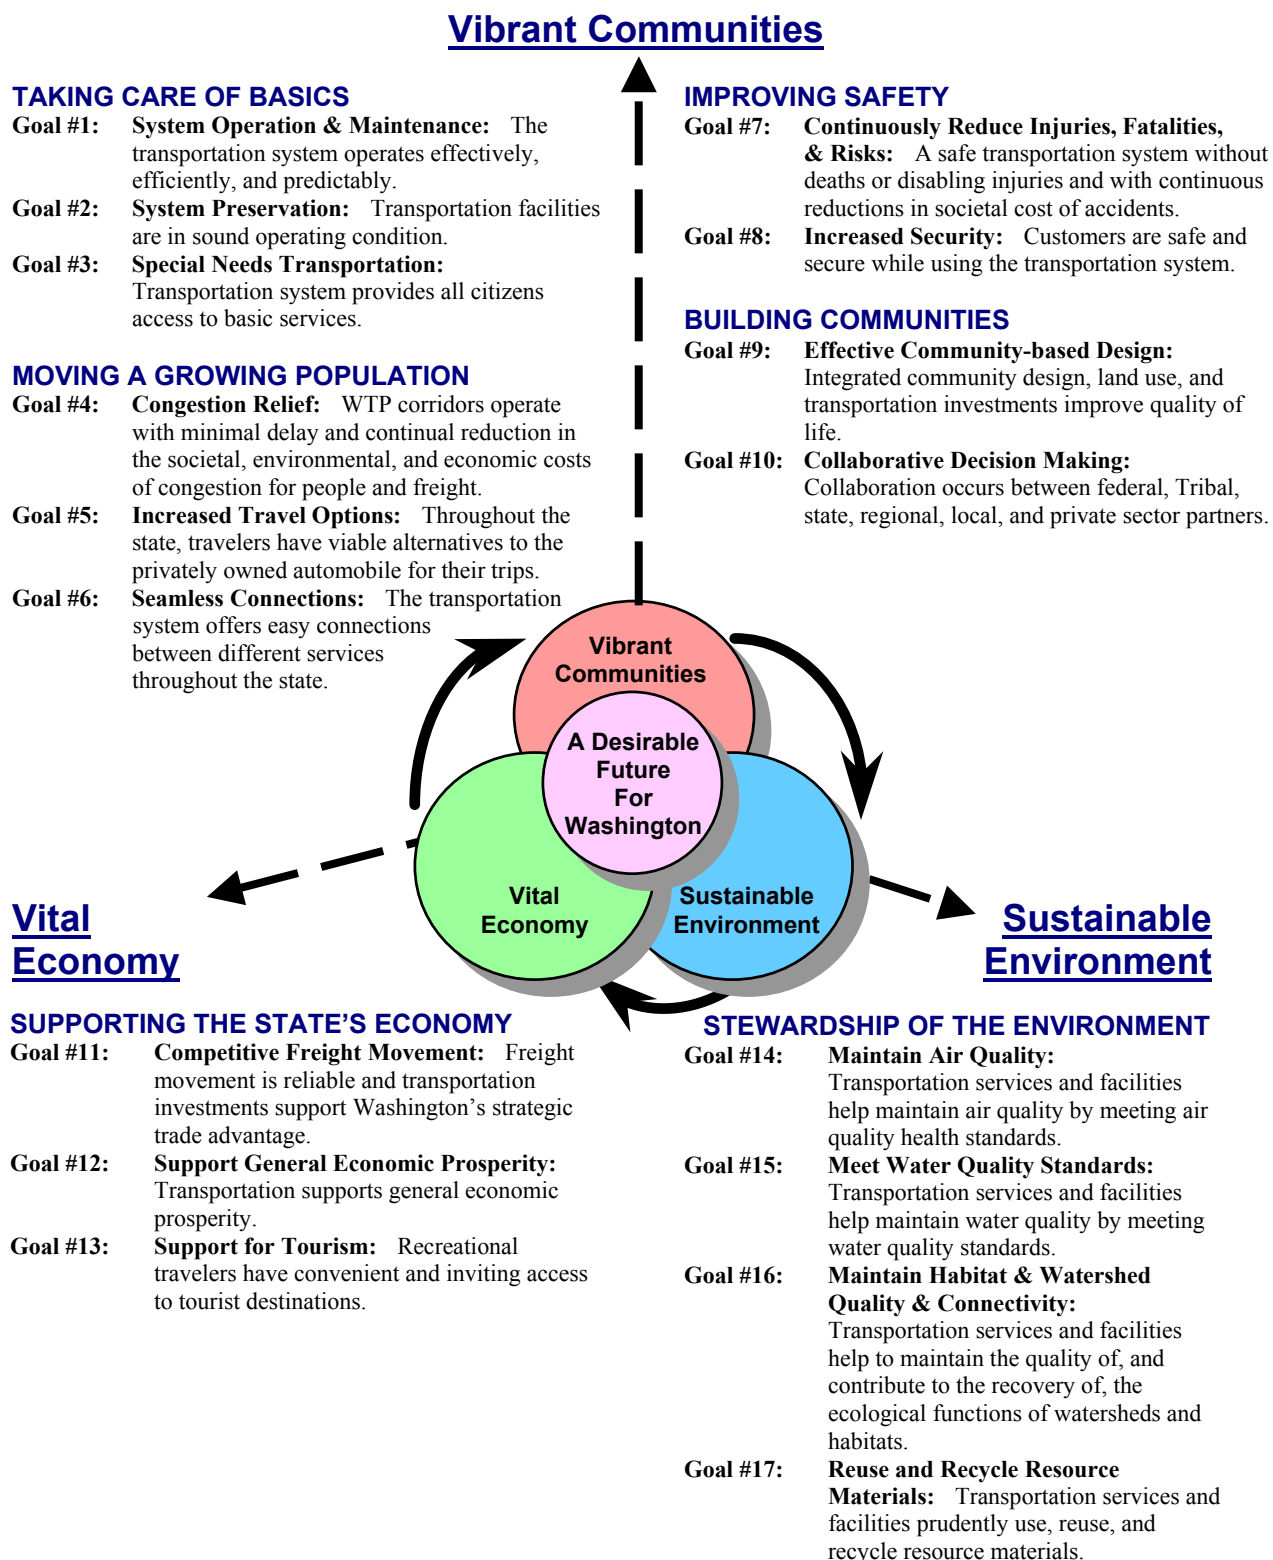 Vibrant Communities
TAKING CARE OF BASICS
Goal #1: System Operation & Maintenance: The
transportation system operates effectively,
efficiently, and predictably.
Goal #2: System Preservation: Transportation facilities
are in sound operating condition.
Goal #3: Special Needs Transportation:
Transportation system provides all citizens
access to basic services.
MOVING A GROWING POPULATION
Goal #4: Congestion Relief: WTP corridors operate
with minimal delay and continual reduction in
the societal, environmental, and economic costs
of congestion for people and freight.
Goal #5: Increased Travel Options: Throughout the
state, travelers have viable alternatives to the
privately owned automobile for their trips.
Goal #6: Seamless Connections: The transportation
system offers easy connections
between different services
throughout the state.
IMPROVING SAFETY
Goal #7: Continuously Reduce Injuries, Fatalities,
& Risks: A safe transportation system without
deaths or disabling injuries and with continuous
reductions in societal cost of accidents.
Goal #8: Increased Security: Customers are safe and
secure while using the transportation system.
BUILDING COMMUNITIES
Goal #9: Effective Community-based Design:
Integrated community design, land use, and
transportation investments improve quality of
life.
Goal #10: Collaborative Decision Making:
Collaboration occurs between federal, Tribal,
state, regional, local, and private sector partners.
Vibrant
Communities
A Desirable
Future
For
Washington
Vital
Economy
Sustainable
Environment
Vital
Economy
Sustainable
Environment
SUPPORTING THE STATE'S ECONOMY
Goal #11: Competitive Freight Movement: Freight
movement is reliable and transportation
investments support Washington's strategic
trade advantage.
Goal #12: Support General Economic Prosperity:
Transportation supports general economic
prosperity.
Goal #13: Support for Tourism: Recreational
travelers have convenient and inviting access
to tourist destinations.
STEWARDSHIP OF THE ENVIRONMENT
Goal #14: Maintain Air Quality:
Transportation services and facilities
help maintain air quality by meeting air
quality health standards.
Goal #15: Meet Water Quality Standards:
Transportation services and facilities
help maintain water quality by meeting
water quality standards.
Goal #16: Maintain Habitat & Watershed
Quality & Connectivity:
Transportation services and facilities
help to maintain the quality of, and
contribute to the recovery of, the
ecological functions of watersheds and
habitats.
Goal #17: Reuse and Recycle Resource
Materials: Transportation services and
facilities prudently use, reuse, and
recycle resource materials.